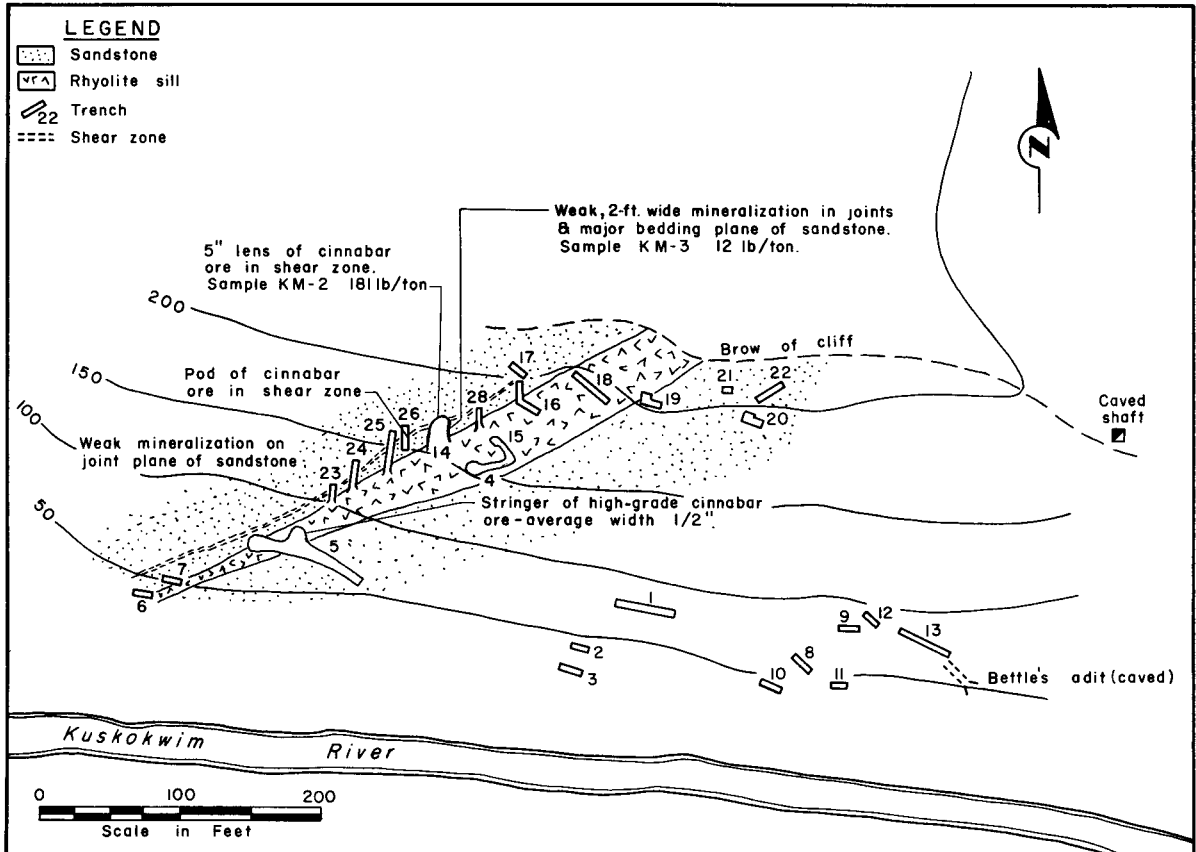 LEGEND
Sandstone
Rhyolite sill
22 Trench
Shear zone
N
Weak, 2-ft. wide mineralization in joints
& major bedding plane of sandstone.
Sample KM-3 12 lb/ton.
5" lens of cinnabar
ore in shear zone.
Sample KM-2 181 lb/ton
200
150
100
50
Pod of cinnabar
ore in shear zone
Weak mineralization on
joint plane of sandstone
Brow of cliff
Caved
shaft
17
18
16
28
26
25
24
23
14
15
4
19
21
22
20
Stringer of high-grade cinnabar
ore-average width 1/2".
5
7
6
1
2
3
9
12
13
8
10
11
Bettle's adit (caved)
Kuskokwim River
0 100 200
Scale in Feet